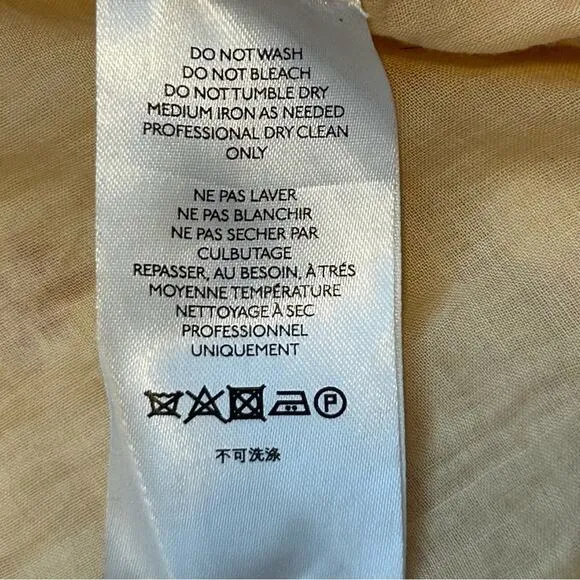 DO NOT WASH
DO NOT BLEACH
DO NOT TUMBLE DRY
MEDIUM IRON AS NEEDED
PROFESSIONAL DRY CLEAN
ONLY
NE PAS LAVER
NE PAS BLANCHIR
NE PAS SECHER PAR
CULBUTAGE
REPASSER, AU BESOIN, À TRÉS
MOYENNE TEMPÉRATURE
NETTOYAGE À SEC
PROFESSIONNEL
UNIQUEMENT
P
不可洗涤